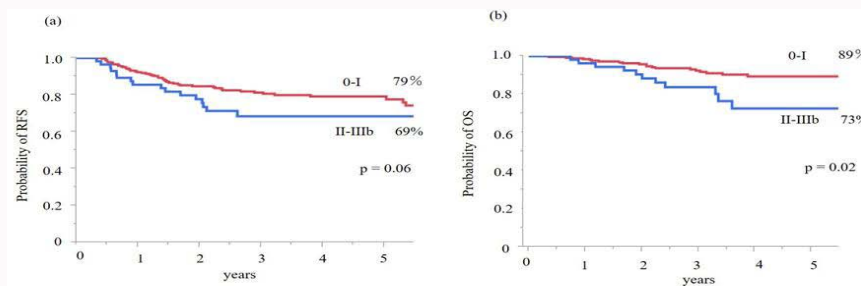 (a)
Probability of RFS
1.0
0.8
0.6
0.4
0.2
0
0-I 79%
II-IIIb 69%
p = 0.06
0 1 2 3 4 5
years
(b)
Probability of OS
1.0
0.8
0.6
0.4
0.2
0
0-I 89%
II-IIIb 73%
p = 0.02
0 1 2 3 4 5
years